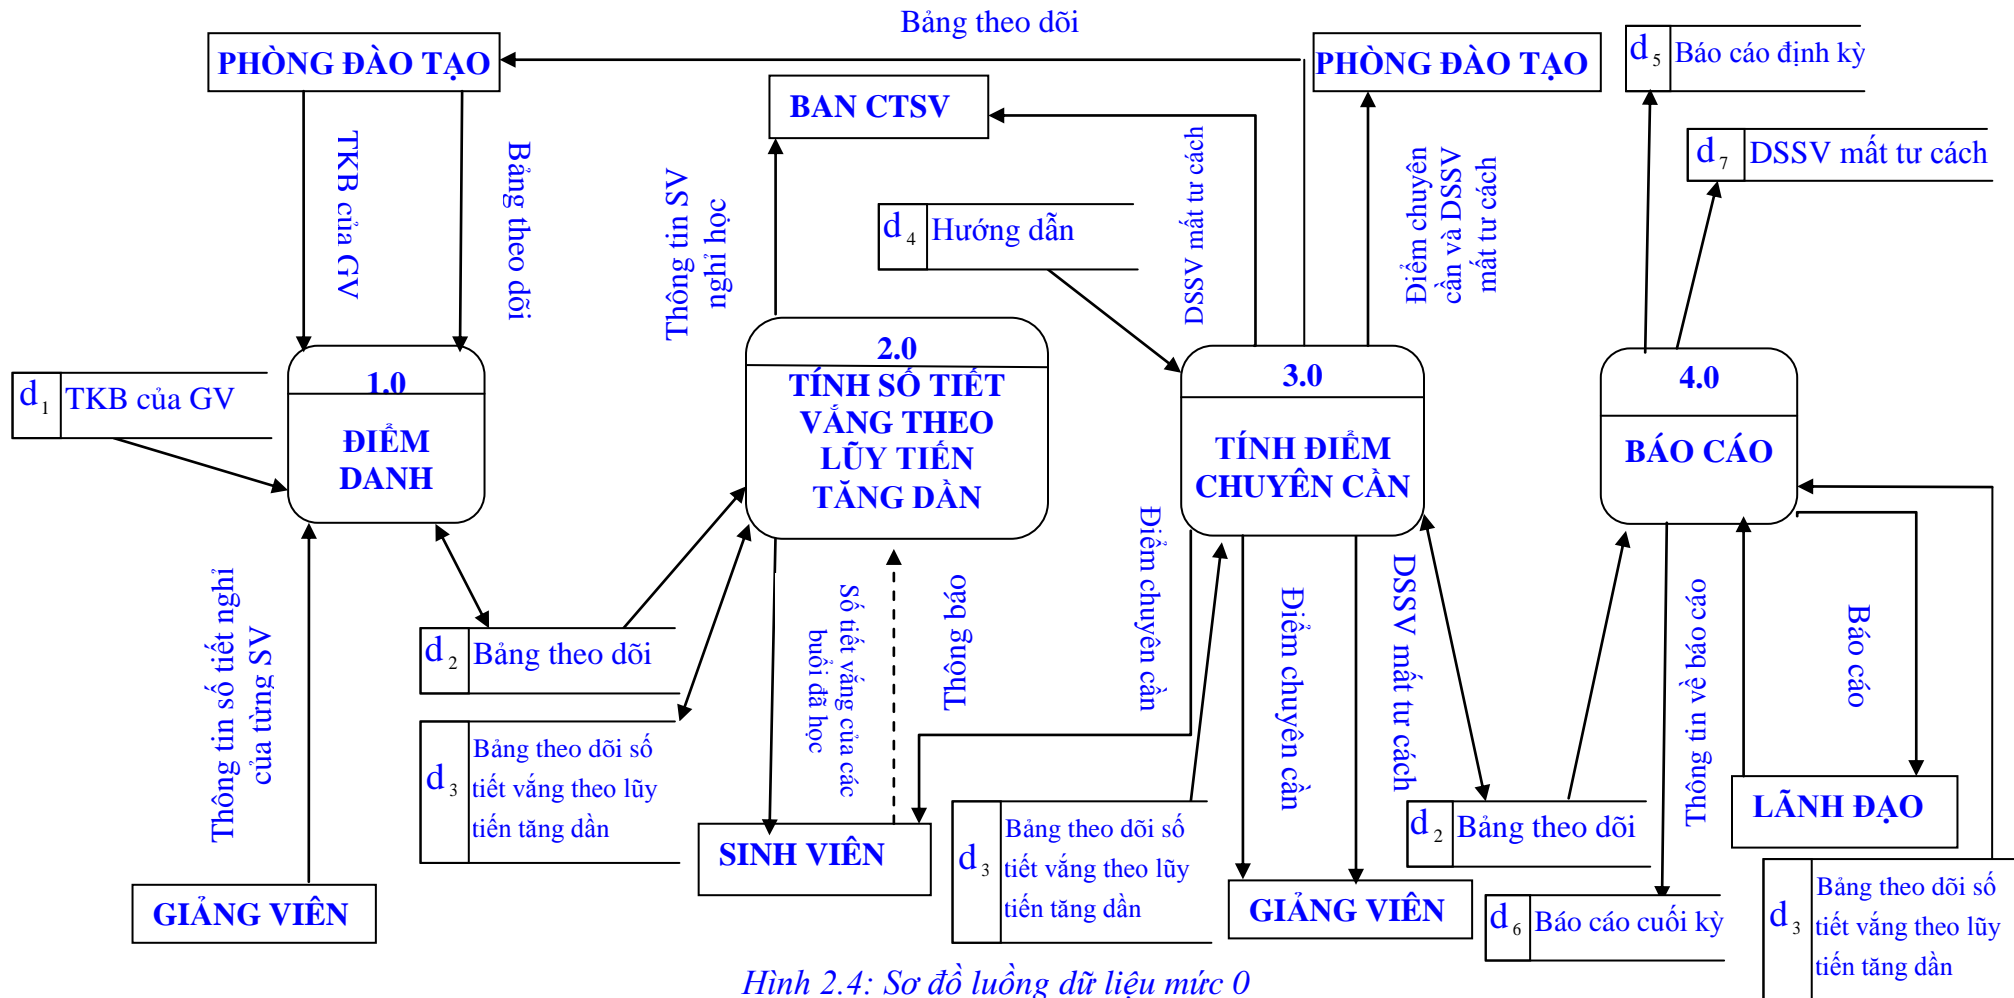 Bảng theo dõi
PHÒNG ĐÀO TẠO
PHÒNG ĐÀO TẠO
d5 Báo cáo định kỳ
BAN CTSV
d7 DSSV mất tư cách
TKB của GV
Bảng theo dõi
Thông tin SV
nghỉ học
DSSV mất tư cách
Điểm chuyên
cần và DSSV
mất tư cách
d4 Hướng dẫn
d1 TKB của GV
1.0
ĐIỂM
DANH
2.0
TÍNH SỐ TIẾT
VẮNG THEO
LŨY TIẾN
TĂNG DẦN
3.0
TÍNH ĐIỂM
CHUYÊN CẦN
4.0
BÁO CÁO
Thông tin số tiết nghỉ
của từng SV
Số tiết vắng của các
buổi đã học
Thông báo
Điểm chuyên cần
Điểm chuyên cần
DSSV mất tư cách
Thông tin về báo cáo
Báo cáo
d2 Bảng theo dõi
d3
Bảng theo dõi số
tiết vắng theo lũy
tiến tăng dần
SINH VIÊN
d3
Bảng theo dõi số
tiết vắng theo lũy
tiến tăng dần
d2 Bảng theo dõi
LÃNH ĐẠO
GIẢNG VIÊN
GIẢNG VIÊN
d6 Báo cáo cuối kỳ
d3
Bảng theo dõi số
tiết vắng theo lũy
tiến tăng dần
Hình 2.4: Sơ đồ luồng dữ liệu mức 0